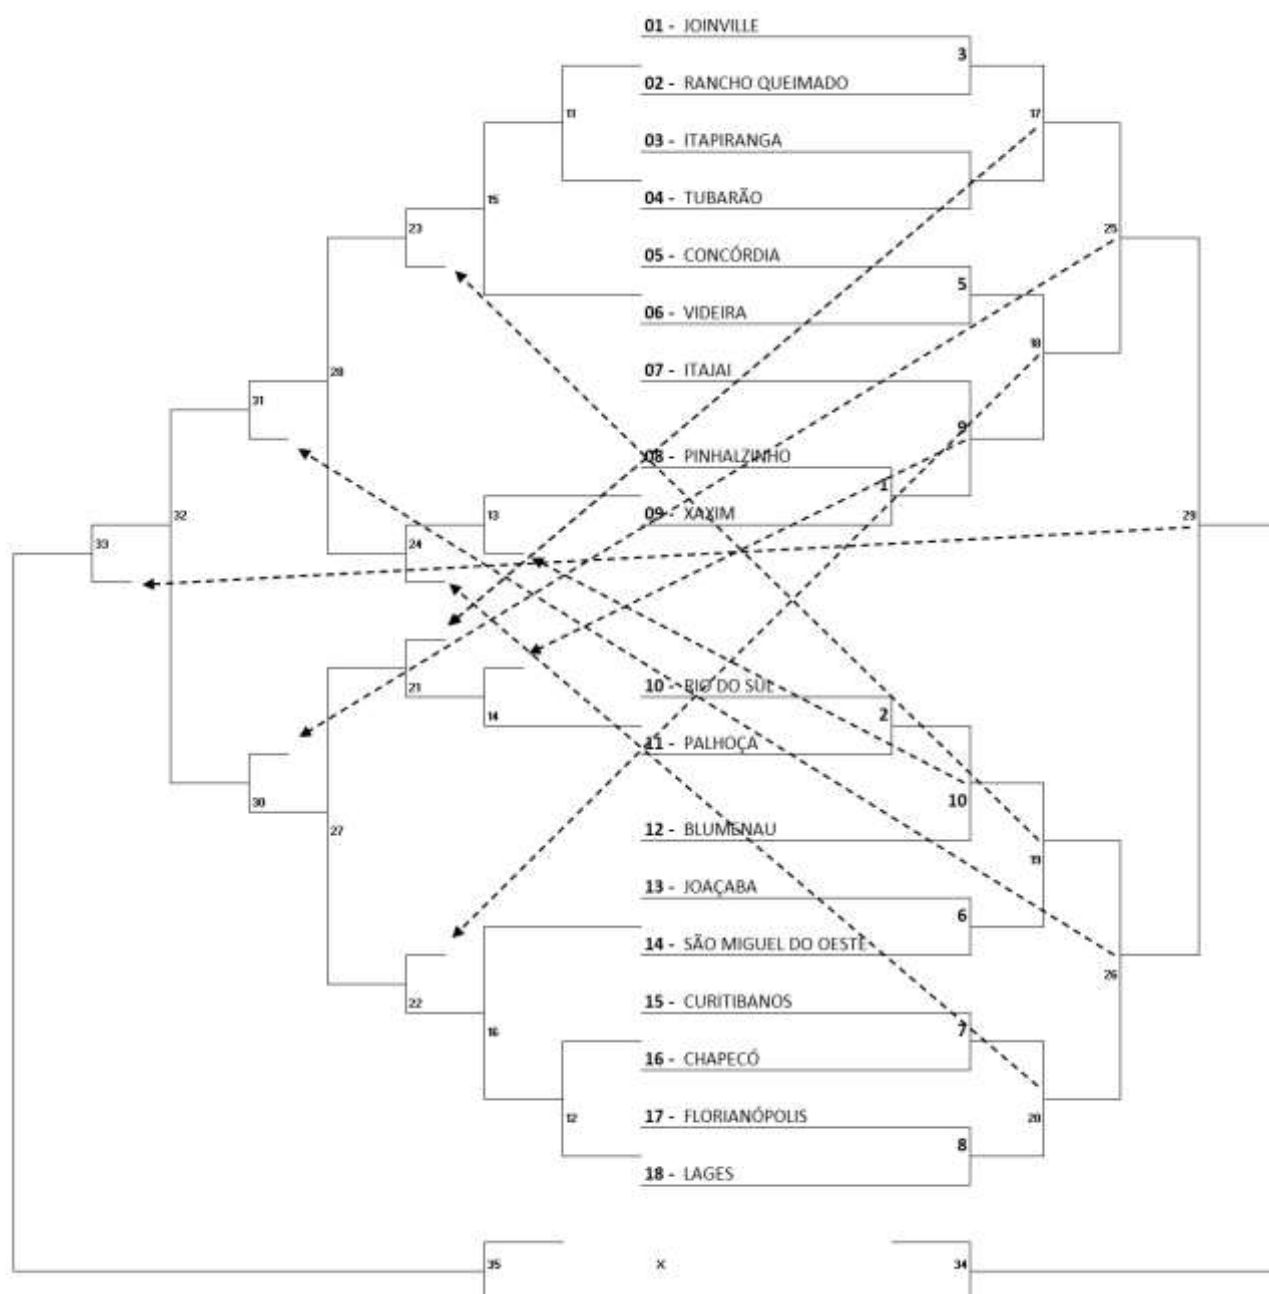 01 - JOINVILLE
3
02 - RANCHO QUEIMADO
11
17
03 - ITAPIRANGA
15
04 - TUBARÃO
23
25
05 - CONCÓRDIA
5
06 - VIDEIRA
18
28
07 - ITAJAI
31
9
08 - PINHALZINHO
1
09 - XAXIM
32
13
29
33
24
10 - RIO DO SUL
21
14
2
11 - PALHOÇA
30
10
27
12 - BLUMENAU
19
13 - JOAÇABA
6
14 - SÃO MIGUEL DO OESTE
26
22
15 - CURITIBANOS
16
7
16 - CHAPECÓ
17 - FLORIANÓPOLIS
12
20
8
18 - LAGES
35
X
34